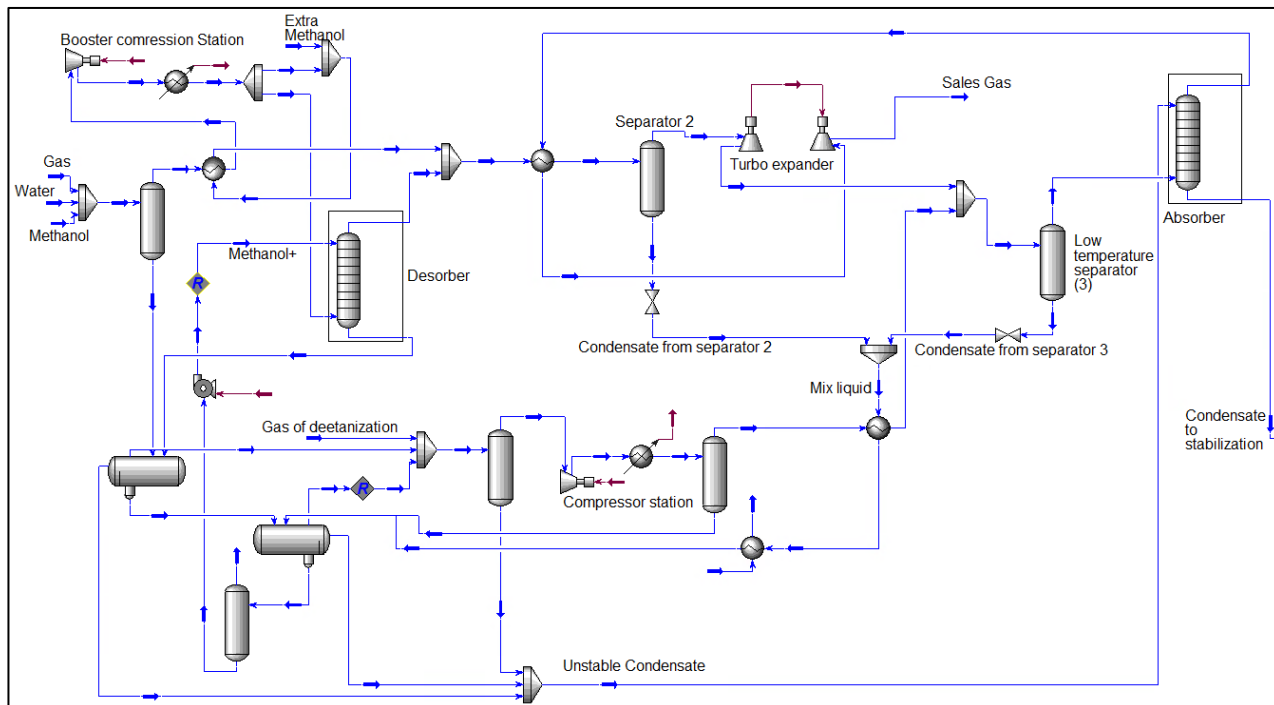 Extra
Methanol
Booster comression Station
Sales Gas
Separator 2
Turbo expander
Gas
Water
Methanol
Absorber
Methanol+
Desorber
Low
temperature
separator
(3)
R
Condensate from separator 2
Condensate from separator 3
Mix liquid
Gas of deetanization
Condensate
to
stabilization
Compressor station
R
Unstable Condensate